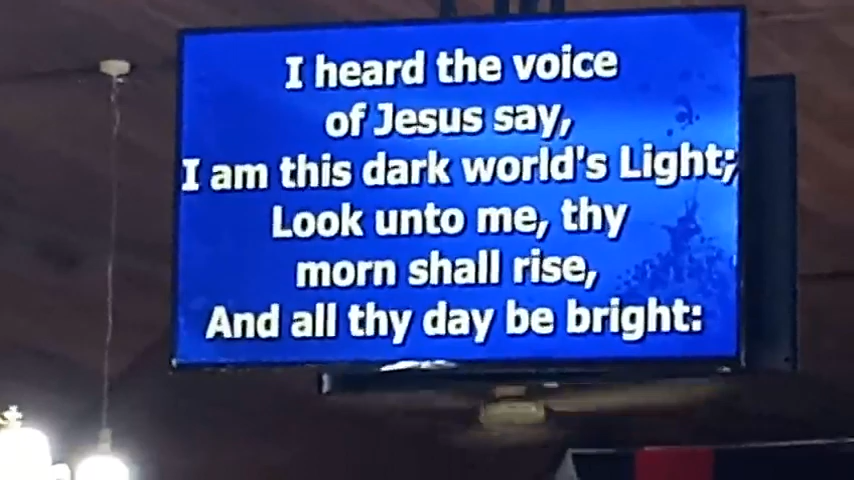 I heard the voice
of Jesus say,
I am this dark world's Light;
Look unto me, thy
morn shall rise,
And all thy day be bright: